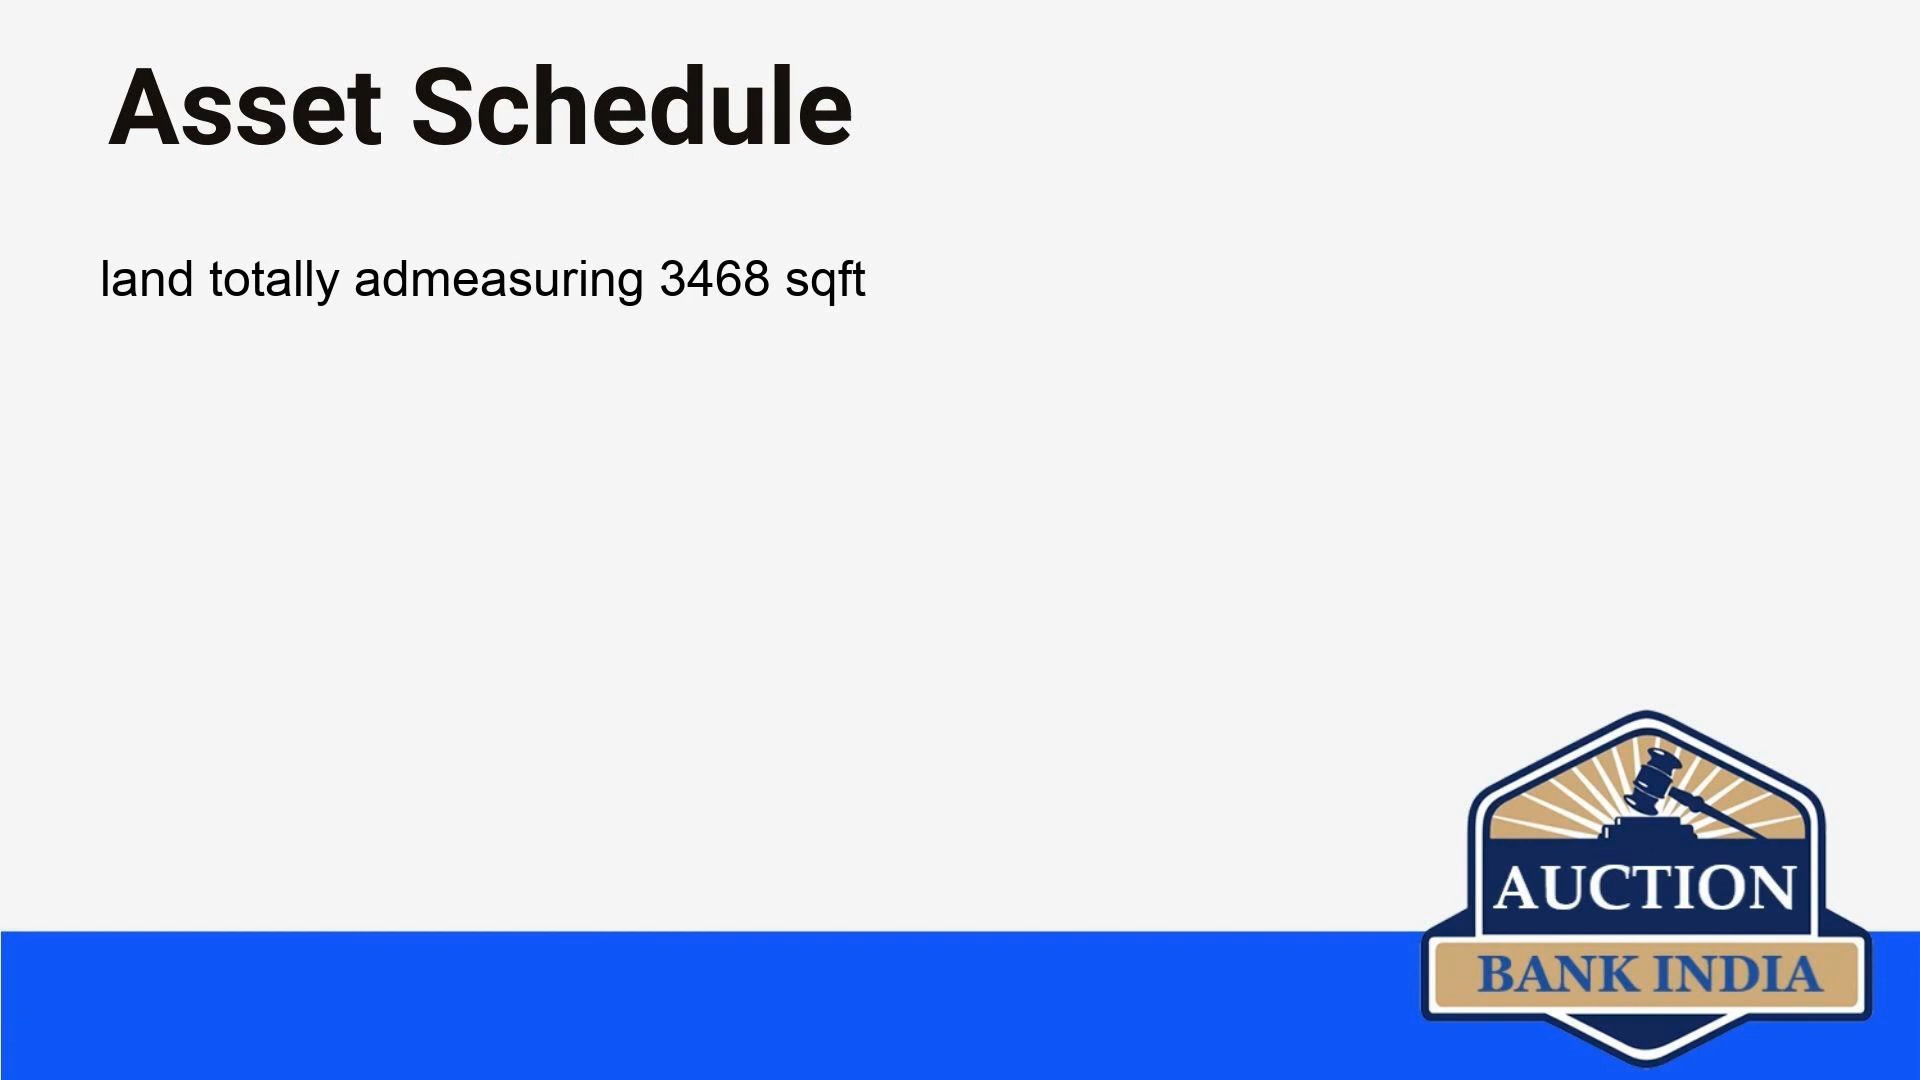 Asset Schedule
land totally admeasuring 3468 sqft
AUCTION
BANK INDIA